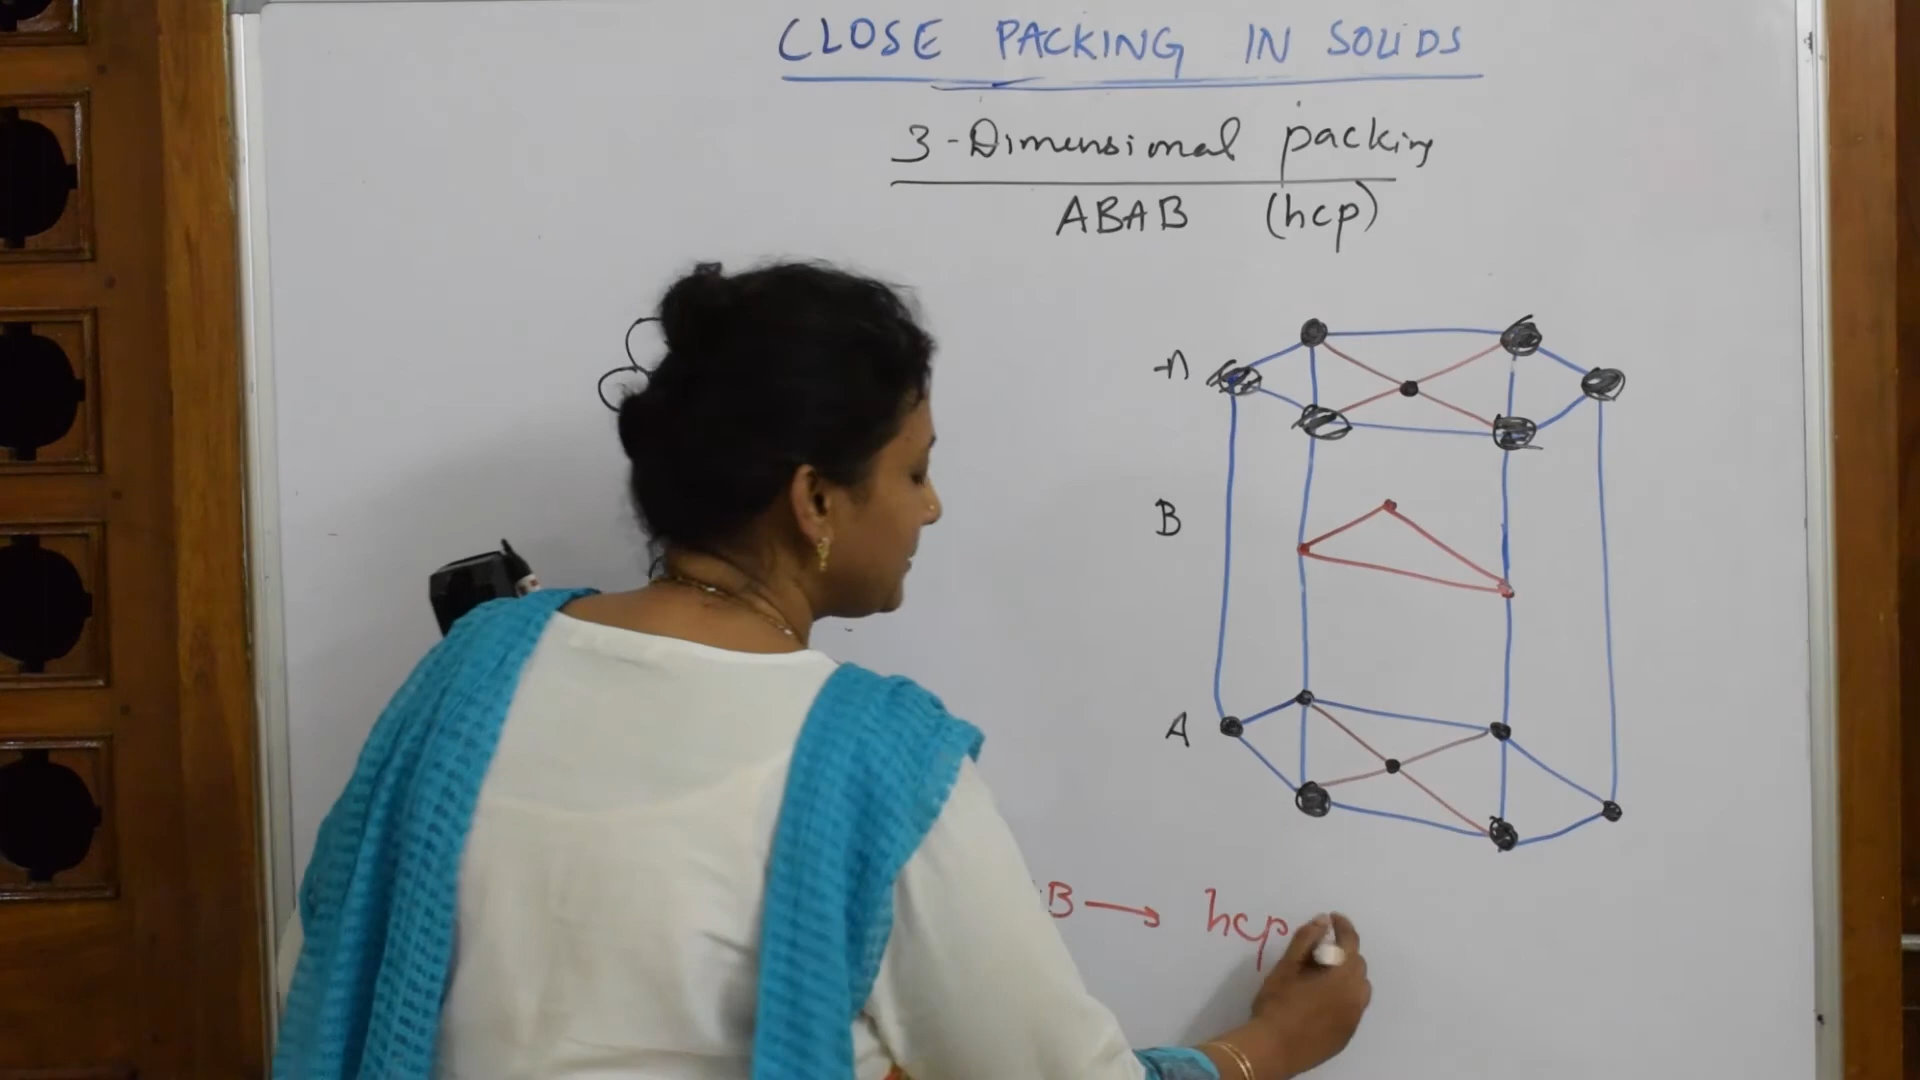 CLOSE PACKING IN SOLIDS
3-Dimensional packing
ABAB (hcp)
A
B
A
B → hcp